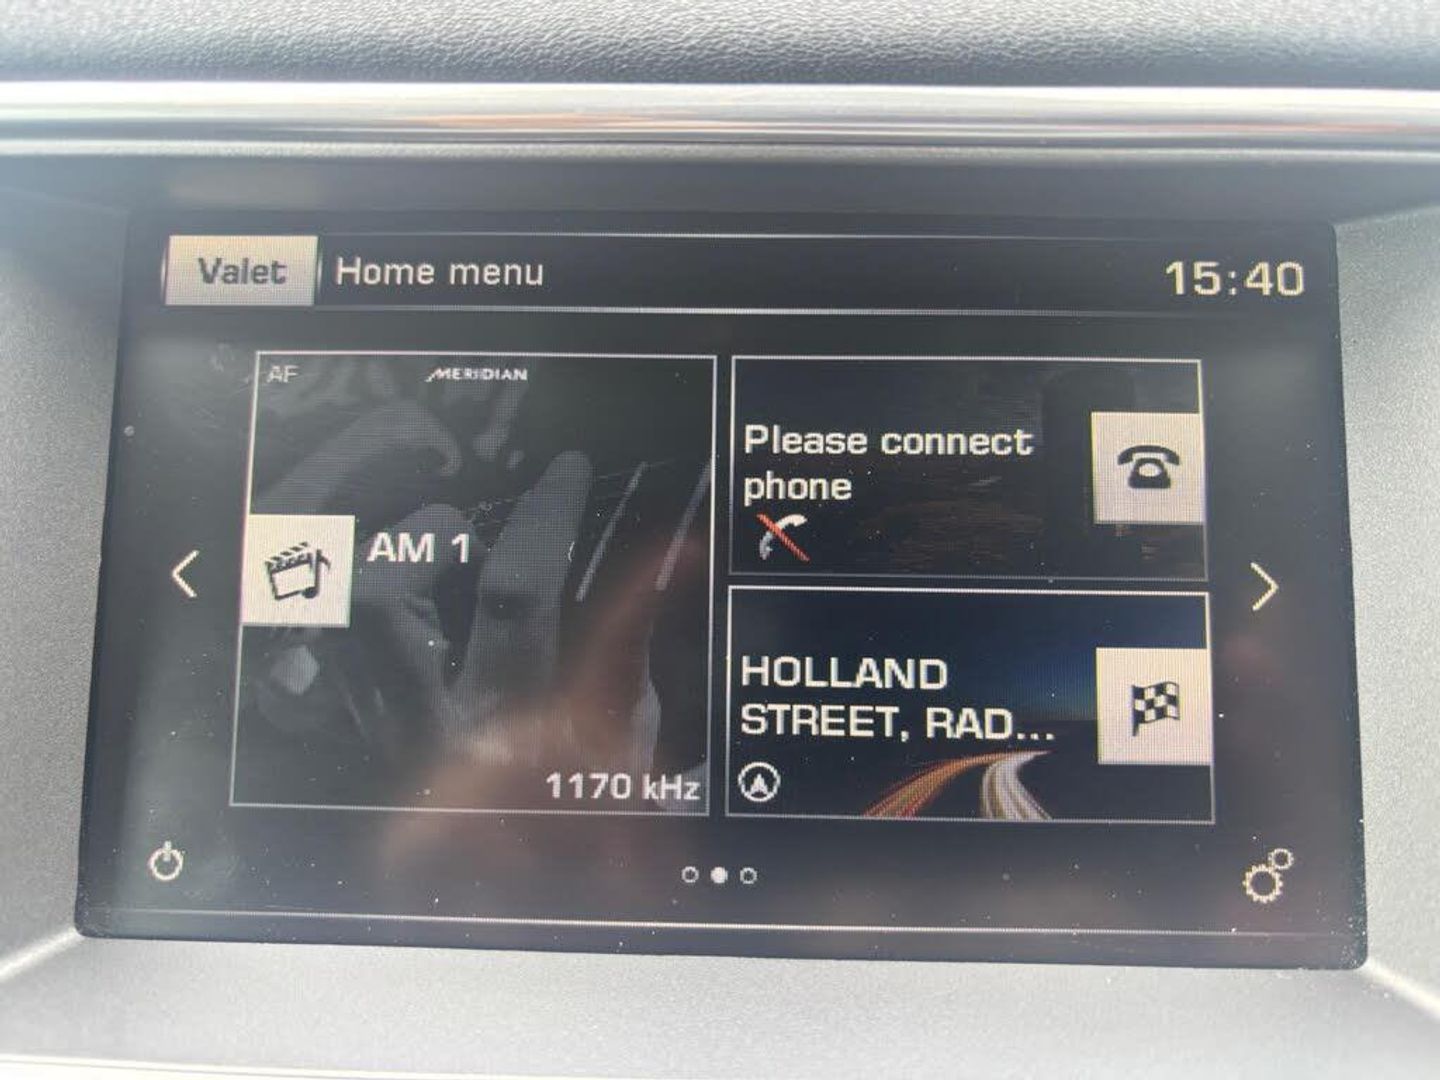 Valet Home menu 15:40
AF MERIDIAN
AM 1
1170 kHz
Please connect
phone
HOLLAND
STREET, RAD...